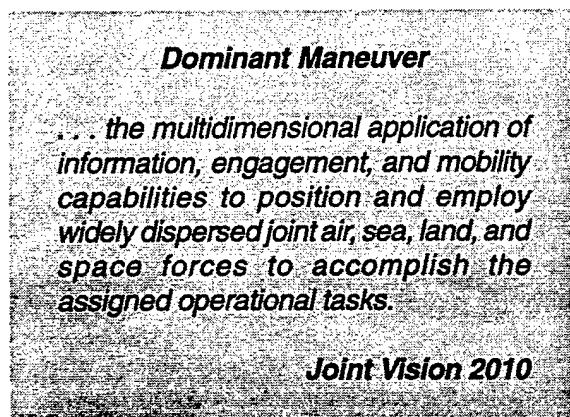 Dominant Maneuver
. . . the multidimensional application of
information, engagement, and mobility
capabilities to position and employ
widely dispersed joint air, sea, land, and
space forces to accomplish the
assigned operational tasks.
Joint Vision 2010